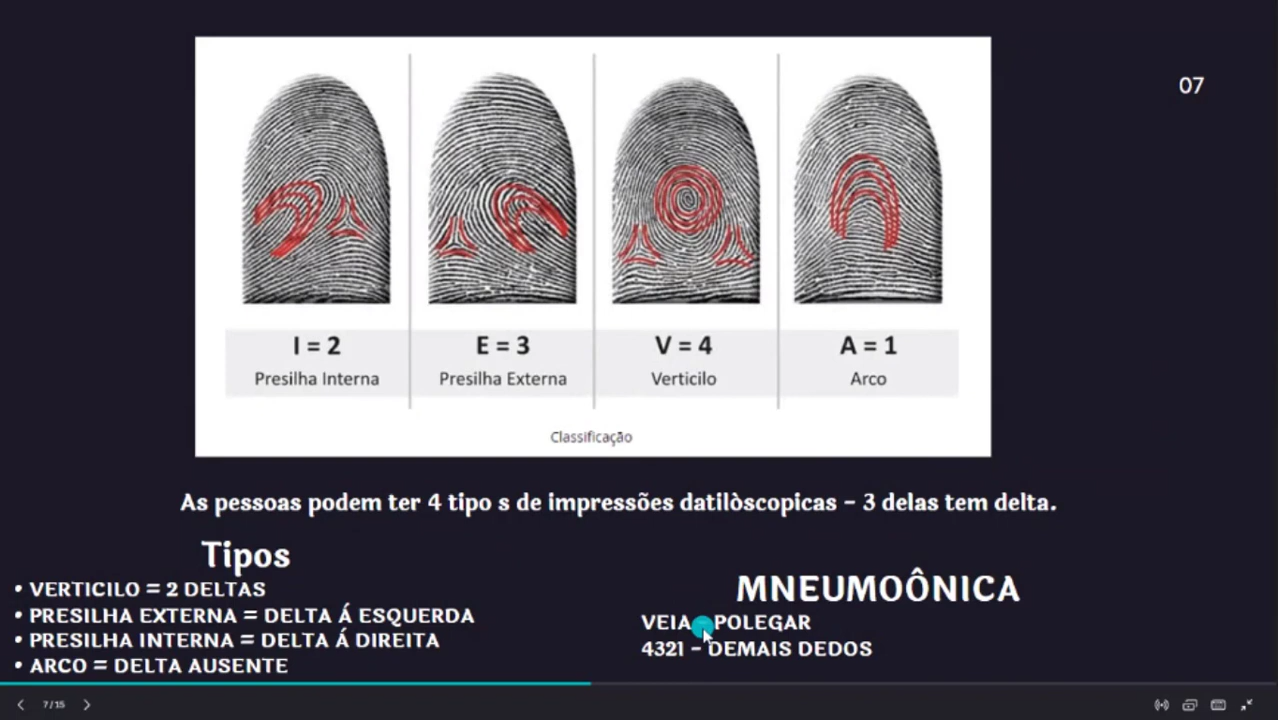 07
I = 2
Presilha Interna
E = 3
Presilha Externa
V = 4
Verticilo
A = 1
Arco
Classificação
As pessoas podem ter 4 tipo s de impressões datilòscopicas - 3 delas tem delta.
Tipos
• VERTICILO = 2 DELTAS
• PRESILHA EXTERNA = DELTA Á ESQUERDA
• PRESILHA INTERNA = DELTA Á DIREITA
• ARCO = DELTA AUSENTE
MNEUMOÔNICA
VEIA - POLEGAR
4321 - DEMAIS DEDOS
7/15